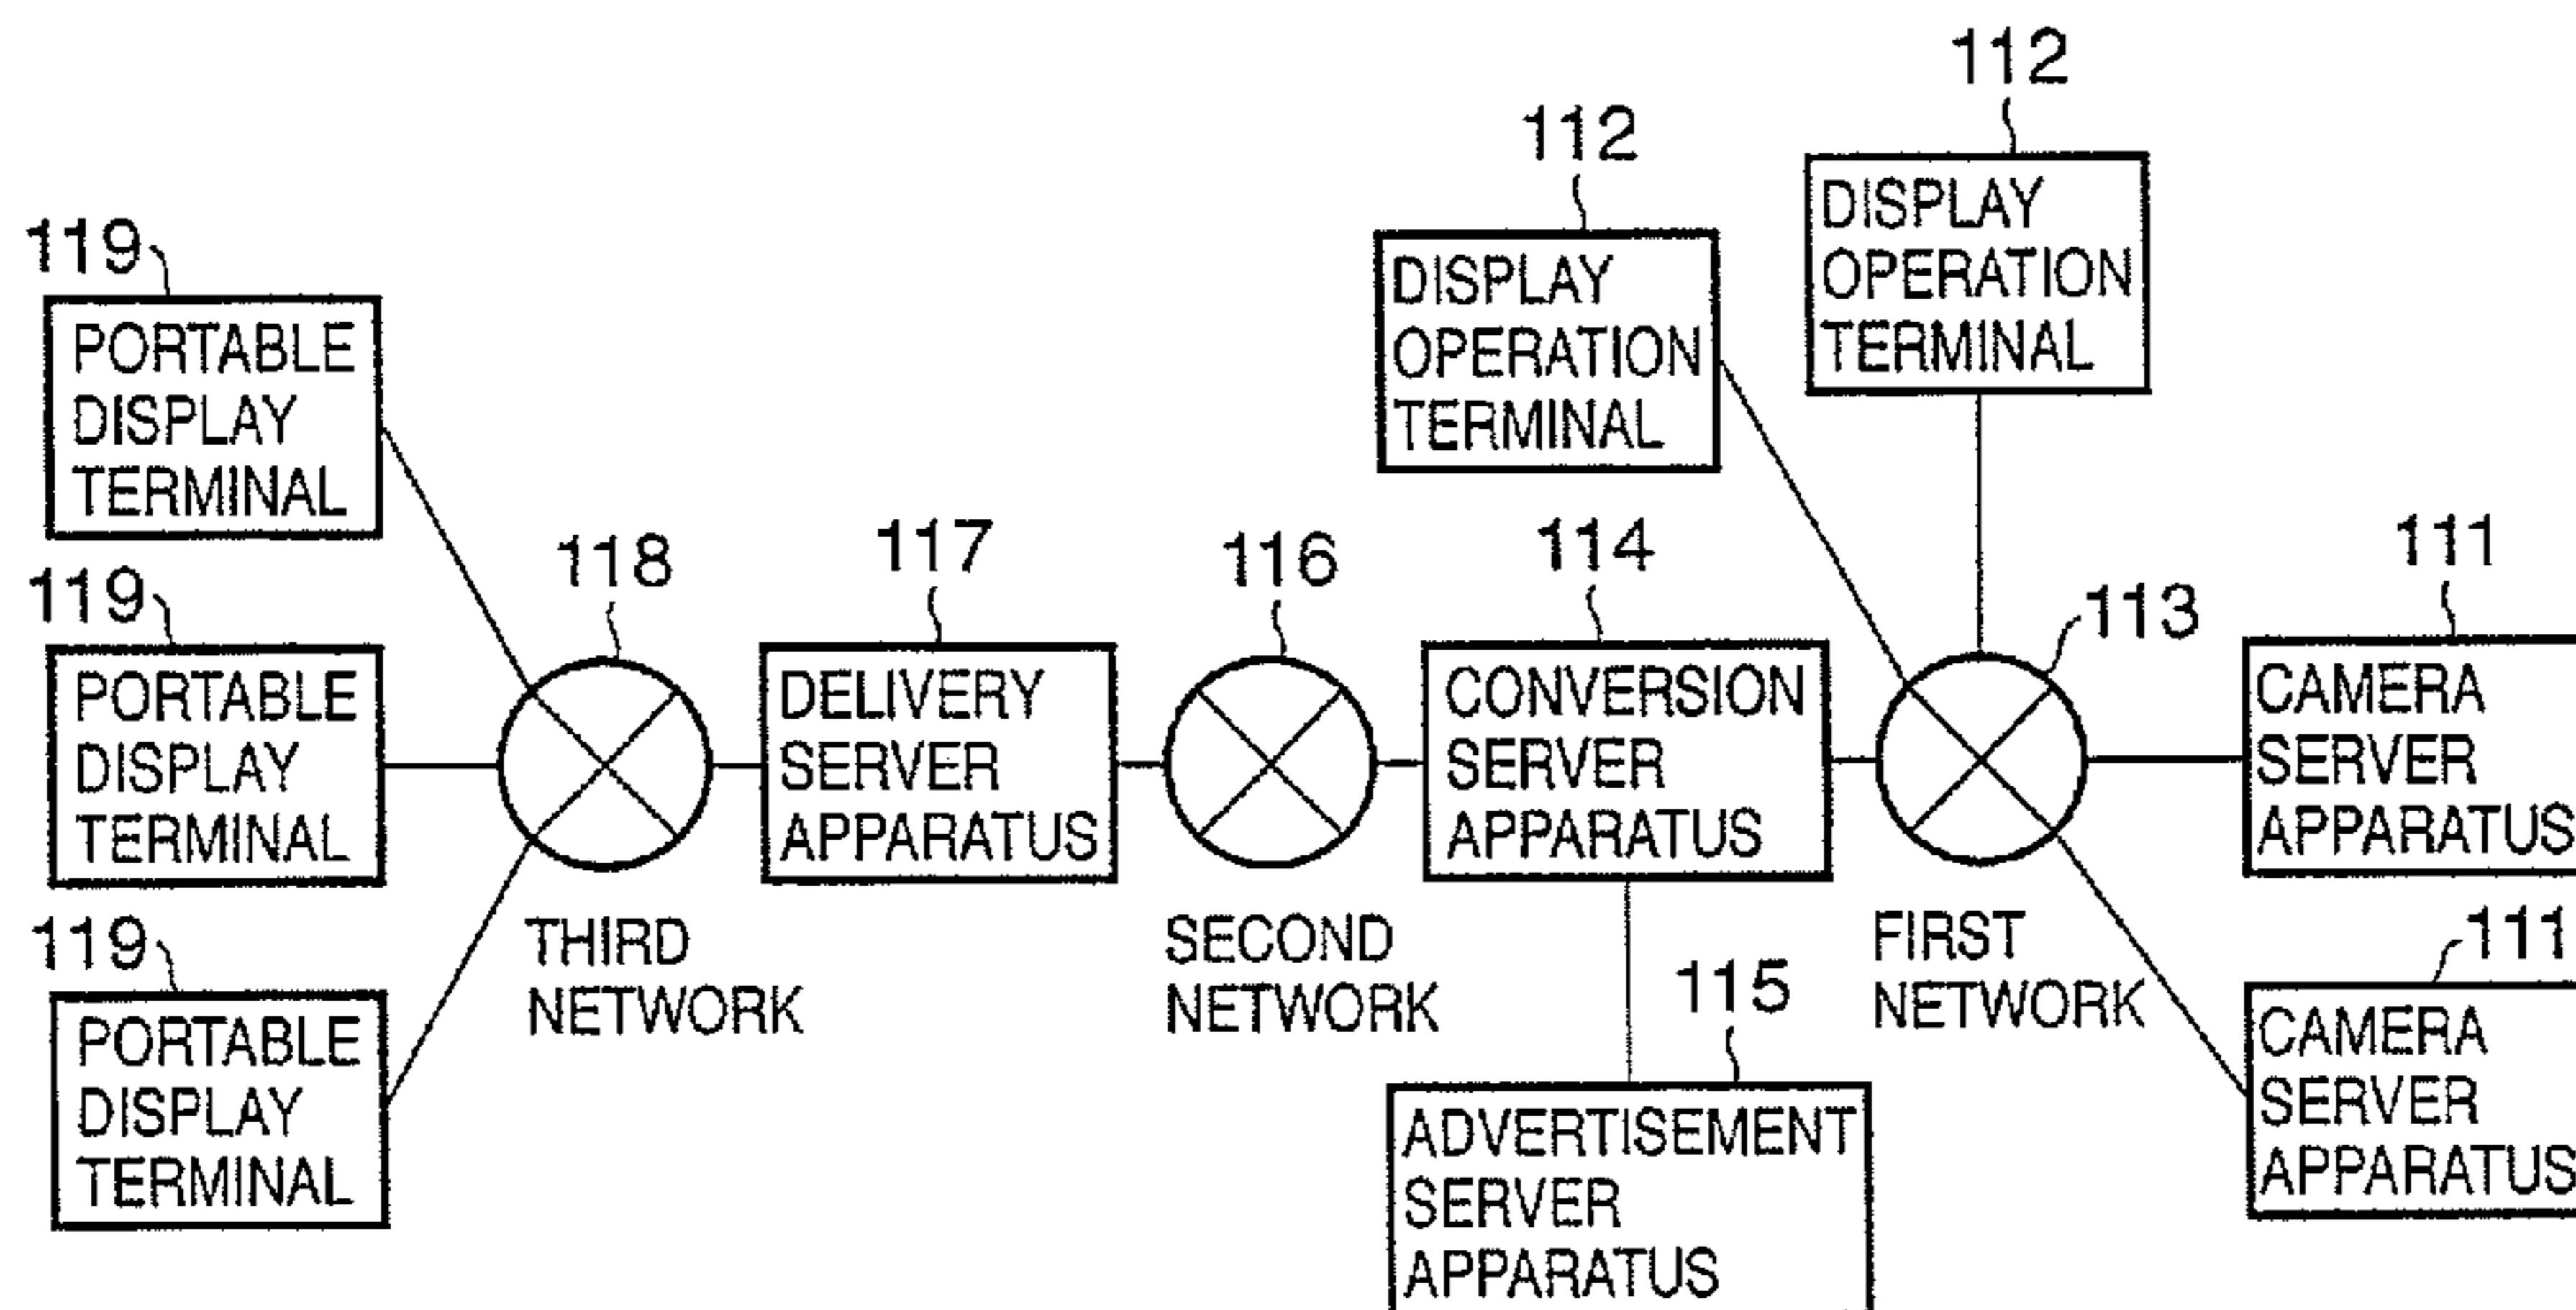 112
112
DISPLAY
OPERATION
TERMINAL
DISPLAY
OPERATION
TERMINAL
119
PORTABLE
DISPLAY
TERMINAL
119
PORTABLE
DISPLAY
TERMINAL
119
PORTABLE
DISPLAY
TERMINAL
118
THIRD
NETWORK
117
DELIVERY
SERVER
APPARATUS
116
SECOND
NETWORK
114
CONVERSION
SERVER
APPARATUS
115
ADVERTISEMENT
SERVER
APPARATUS
113
FIRST
NETWORK
111
CAMERA
SERVER
APPARATUS
111
CAMERA
SERVER
APPARATUS